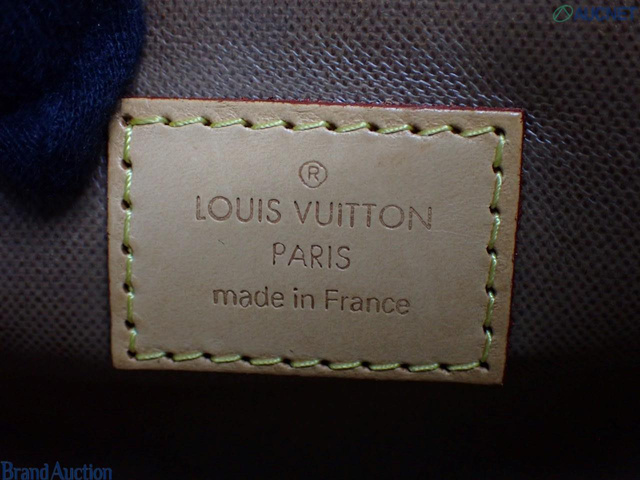 ®
LOUIS VUITTON
PARIS
made in France
Brand Auction